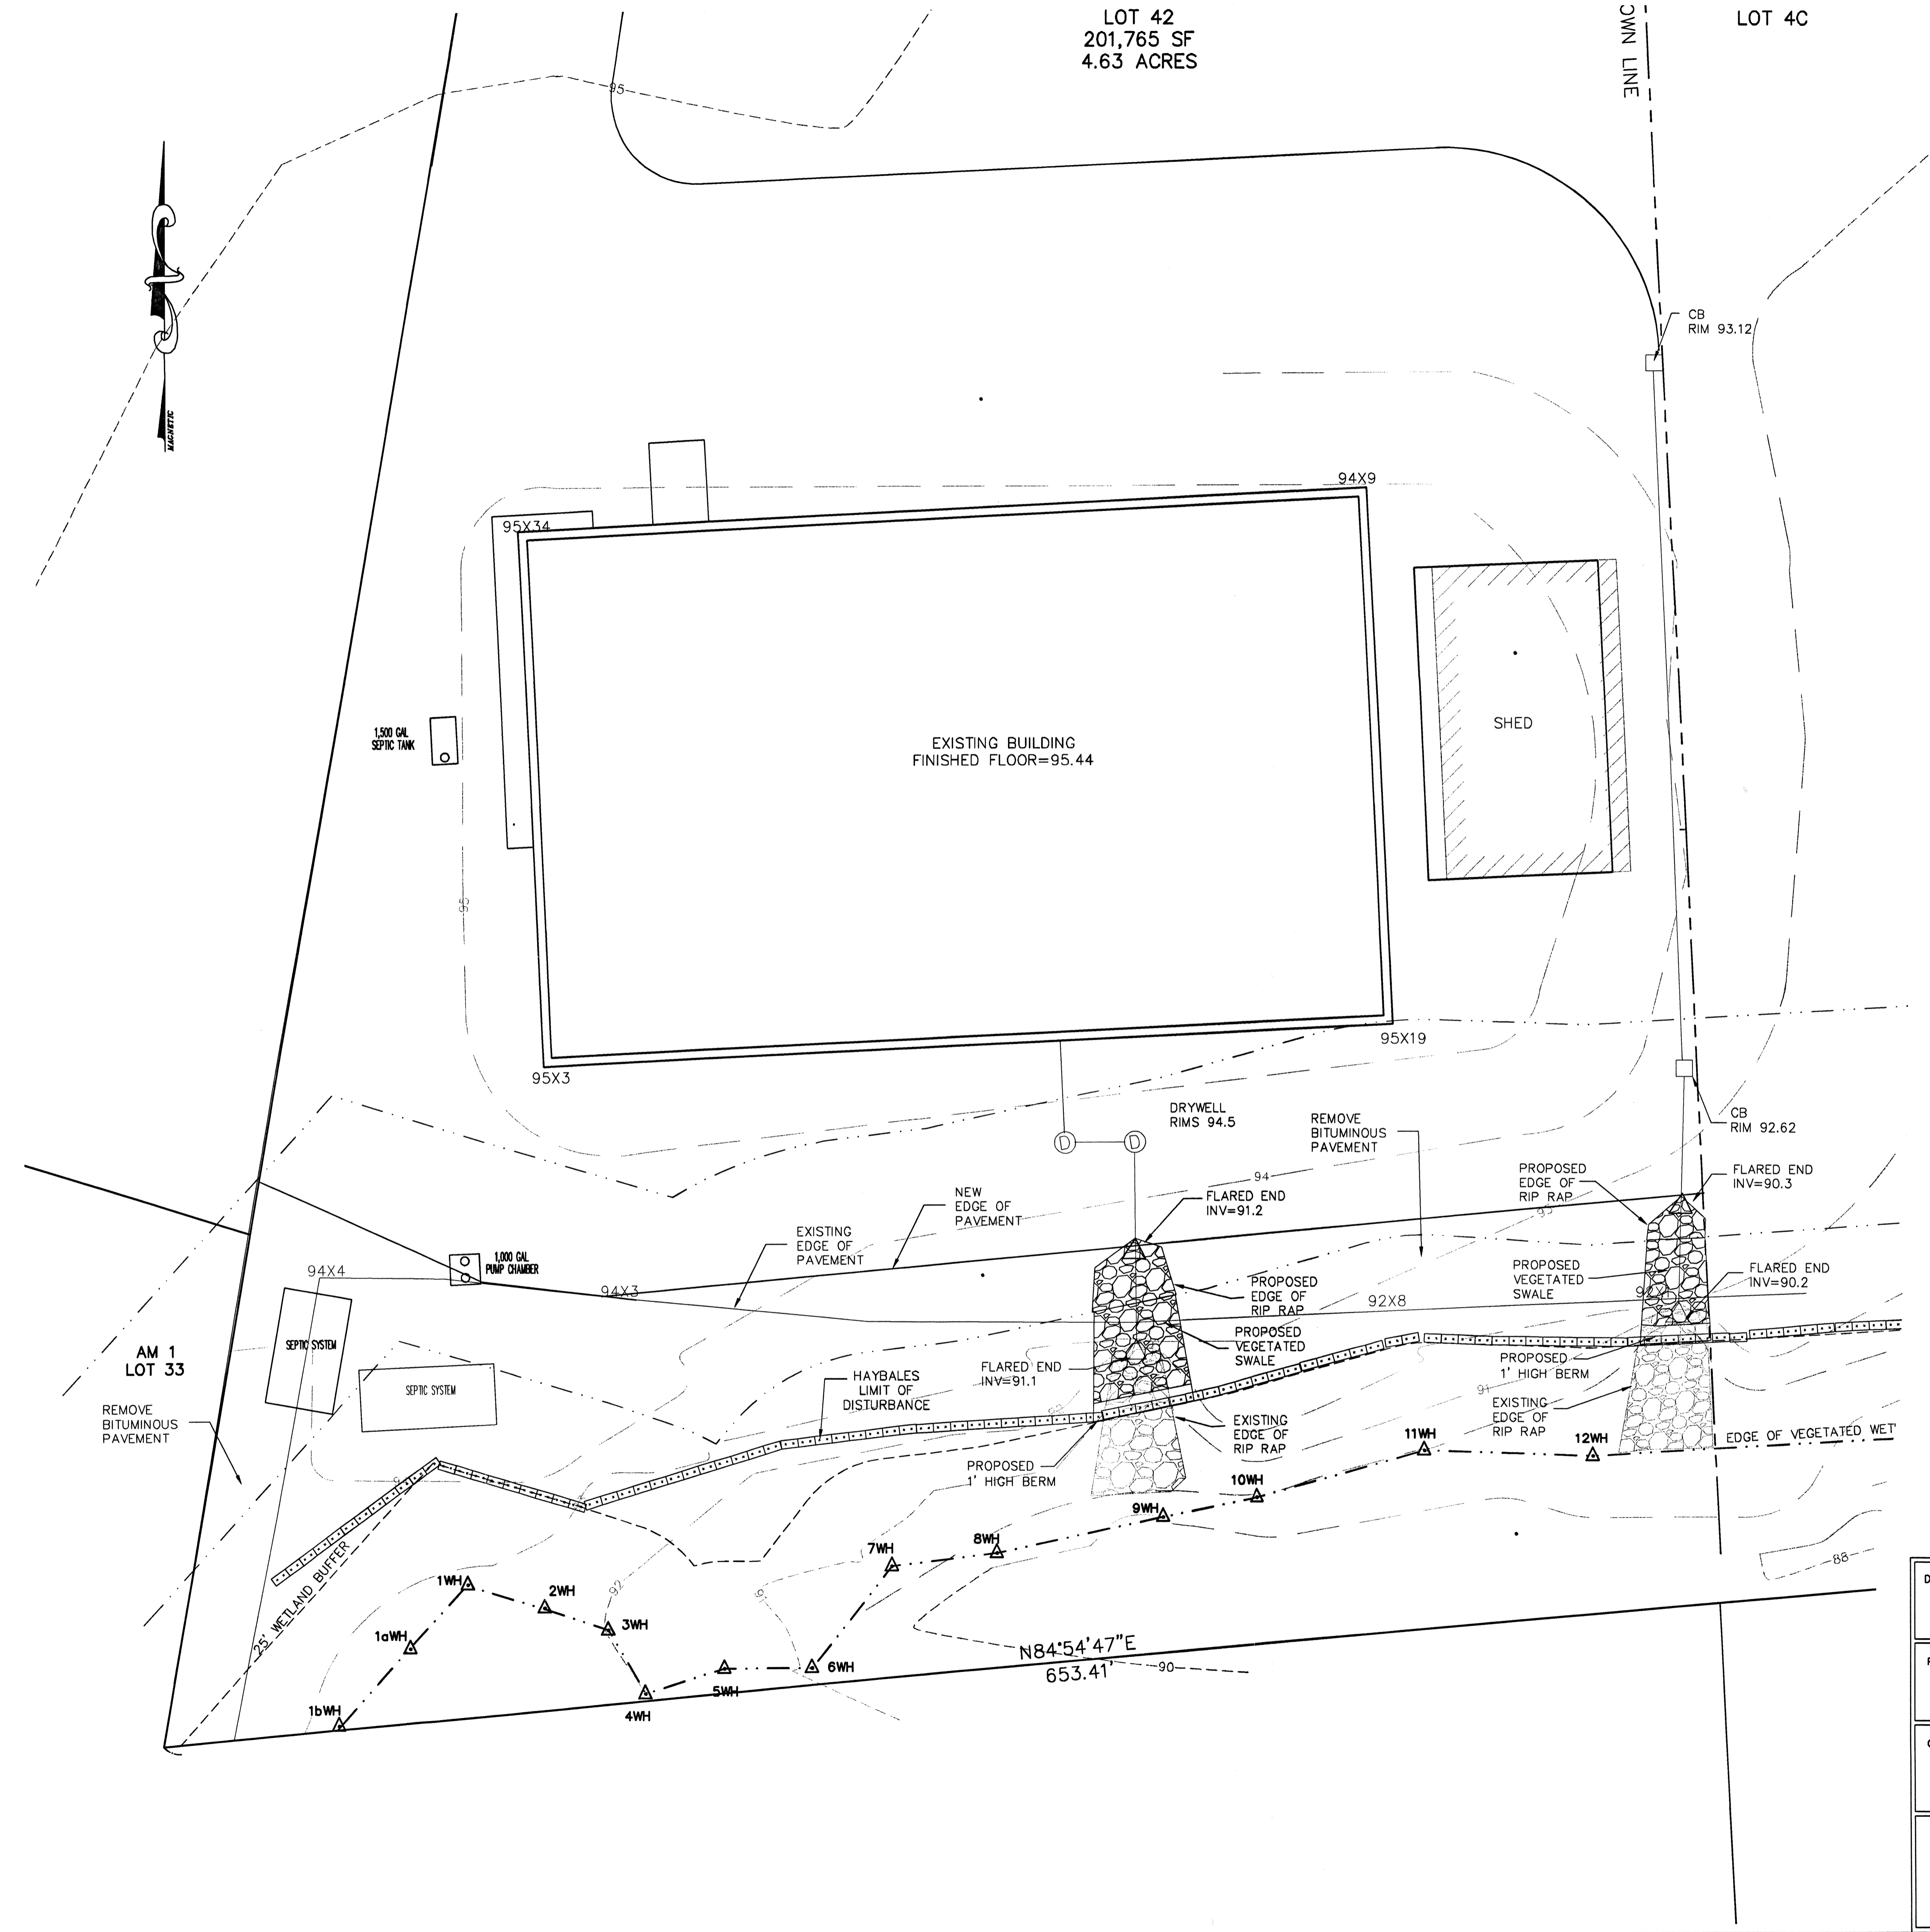 LOT 42
201,765 SF
4.63 ACRES
OWN LINE
LOT 4C
95
MAGNETIC
CB
RIM 93.12
94X9
95X34
1,500 GAL
SEPTIC TANK
EXISTING BUILDING
FINISHED FLOOR=95.44
SHED
95
95X19
95X3
DRYWELL
RIMS 94.5
REMOVE
BITUMINOUS
PAVEMENT
CB
RIM 92.62
D
D
94
PROPOSED
EDGE OF
RIP RAP
FLARED END
INV=90.3
NEW
EDGE OF
PAVEMENT
FLARED END
INV=91.2
93
EXISTING
EDGE OF
PAVEMENT
1,000 GAL
PUMP CHAMBER
94X4
94X3
PROPOSED
EDGE OF
RIP RAP
92X8
PROPOSED
VEGETATED
SWALE
FLARED END
INV=90.2
SEPTIC SYSTEM
AM 1
LOT 33
PROPOSED
VEGETATED
SWALE
FLARED END
INV=91.1
PROPOSED
1' HIGH BERM
HAYBALES
LIMIT OF
DISTURBANCE
SEPTIC SYSTEM
91
REMOVE
BITUMINOUS
PAVEMENT
EXISTING
EDGE OF
RIP RAP
EXISTING
EDGE OF
RIP RAP
11WH
12WH
EDGE OF VEGETATED WET
PROPOSED
1' HIGH BERM
10WH
9WH
8WH
7WH
88
25' WETLAND BUFFER
1WH
2WH
92
91
3WH
1aWH
6WH
5WH
4WH
1bWH
N84°54'47"E
653.41'
90